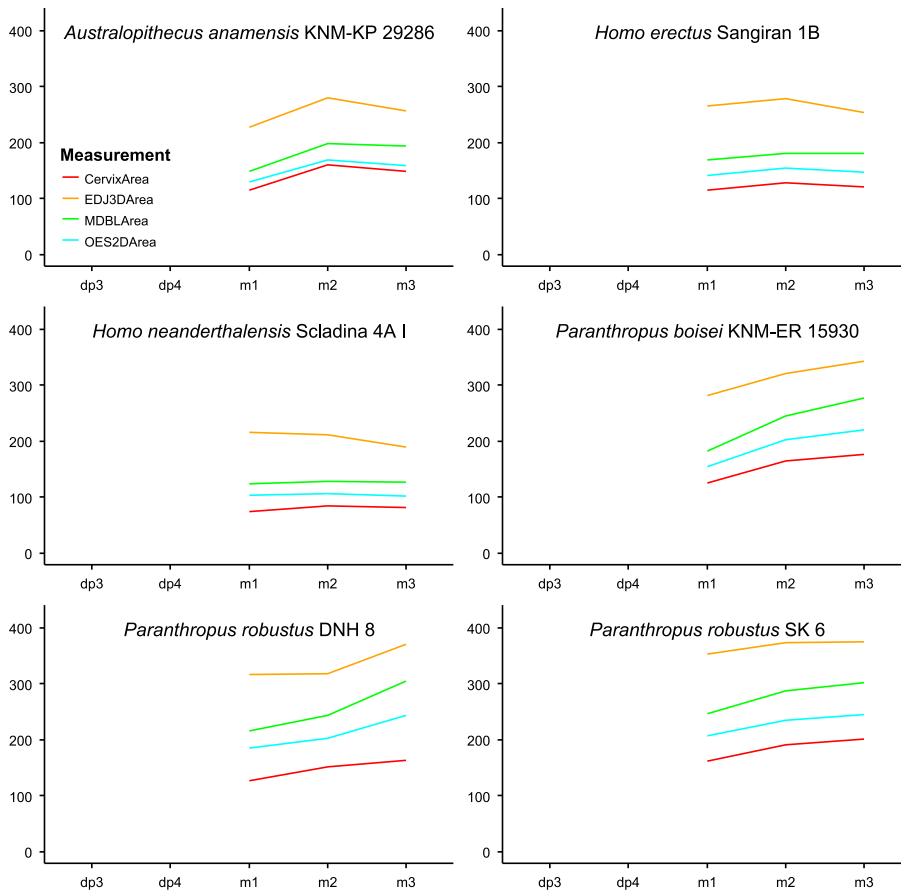 Australopithecus anamensis KNM-KP 29286
400
300
200
100
0
Measurement
CervixArea
EDJ3DArea
MDBLArea
OES2DArea
dp3 dp4 m1 m2 m3
Homo erectus Sangiran 1B
400
300
200
100
0
dp3 dp4 m1 m2 m3
Homo neanderthalensis Scladina 4A I
400
300
200
100
0
dp3 dp4 m1 m2 m3
Paranthropus boisei KNM-ER 15930
400
300
200
100
0
dp3 dp4 m1 m2 m3
Paranthropus robustus DNH 8
400
300
200
100
0
dp3 dp4 m1 m2 m3
Paranthropus robustus SK 6
400
300
200
100
0
dp3 dp4 m1 m2 m3